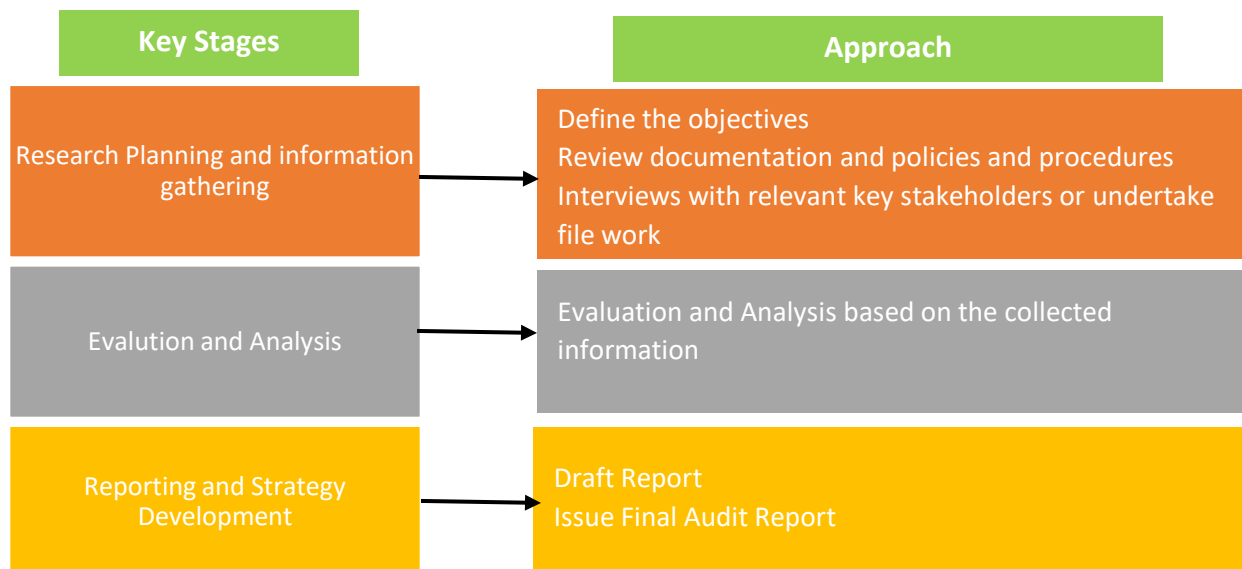 Key Stages
Approach
Research Planning and information
gathering
Define the objectives
Review documentation and policies and procedures
Interviews with relevant key stakeholders or undertake
file work
Evalution and Analysis
Evaluation and Analysis based on the collected
information
Reporting and Strategy
Development
Draft Report
Issue Final Audit Report